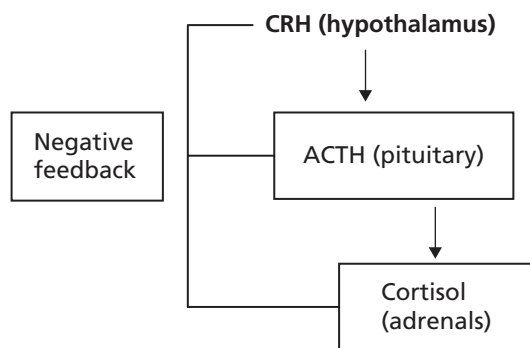 CRH (hypothalamus)
Negative
feedback
ACTH (pituitary)
Cortisol
(adrenals)